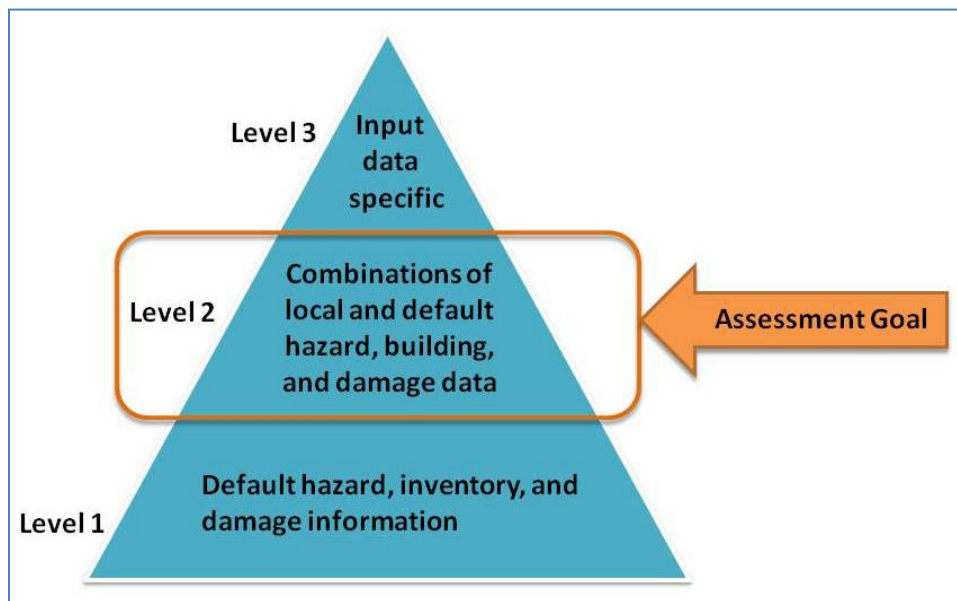 Level 3
Input
data
specific
Level 2
Combinations of
local and default
hazard, building,
and damage data
Assessment Goal
Level 1
Default hazard, inventory, and
damage information